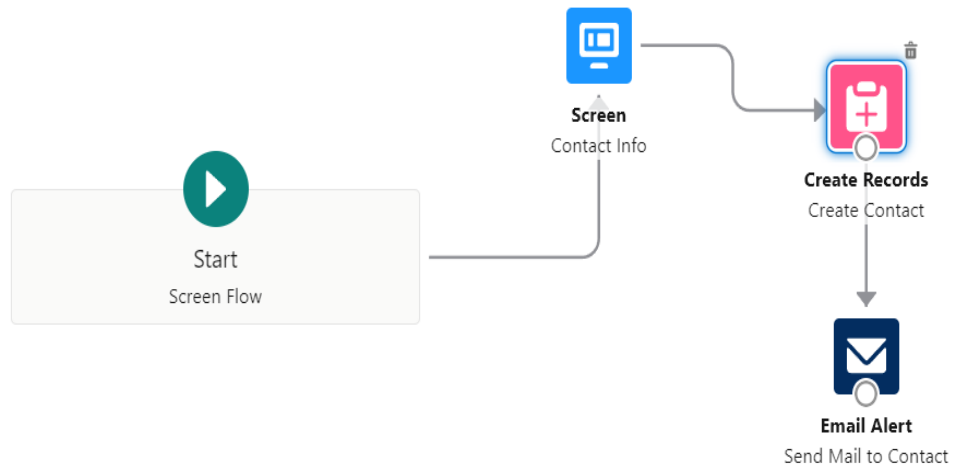 Start
Screen Flow
Screen
Contact Info
Create Records
Create Contact
Email Alert
Send Mail to Contact